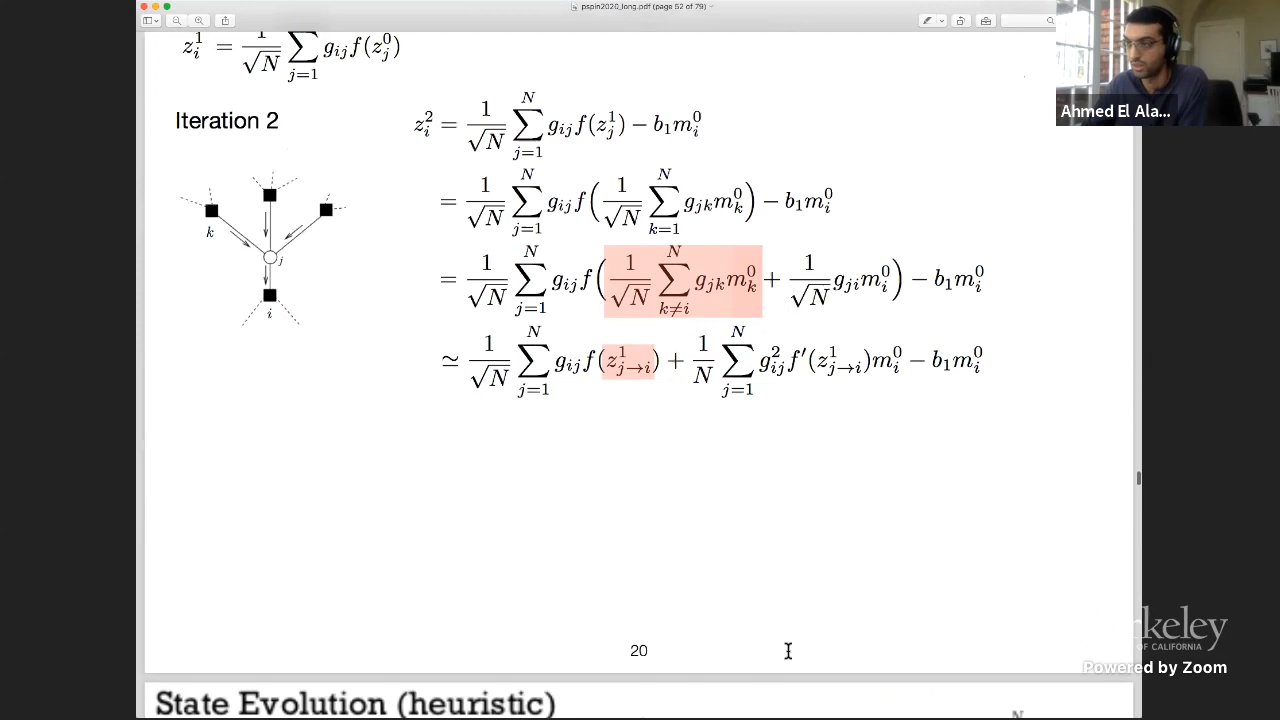 pspin2020_long.pdf (page 52 of 79)
z_i^1 = \frac{1}{\sqrt{N}} \sum_{j=1}^{N} g_{ij} f(z_j^0)
Ahmed El Ala...
Iteration 2
z_i^2 = \frac{1}{\sqrt{N}} \sum_{j=1}^{N} g_{ij} f(z_j^1) - b_1 m_i^0
= \frac{1}{\sqrt{N}} \sum_{j=1}^{N} g_{ij} f\Big(\frac{1}{\sqrt{N}} \sum_{k=1}^{N} g_{jk} m_k^0\Big) - b_1 m_i^0
k
j
i
= \frac{1}{\sqrt{N}} \sum_{j=1}^{N} g_{ij} f\Big(\frac{1}{\sqrt{N}} \sum_{k \neq i}^{N} g_{jk} m_k^0 + \frac{1}{\sqrt{N}} g_{ji} m_i^0\Big) - b_1 m_i^0
\simeq \frac{1}{\sqrt{N}} \sum_{j=1}^{N} g_{ij} f(z_{j \to i}^1) + \frac{1}{N} \sum_{j=1}^{N} g_{ij}^2 f'(z_{j \to i}^1) m_i^0 - b_1 m_i^0
20
rkeley
OF CALIFORNIA
Powered by Zoom
State Evolution (heuristic)
N